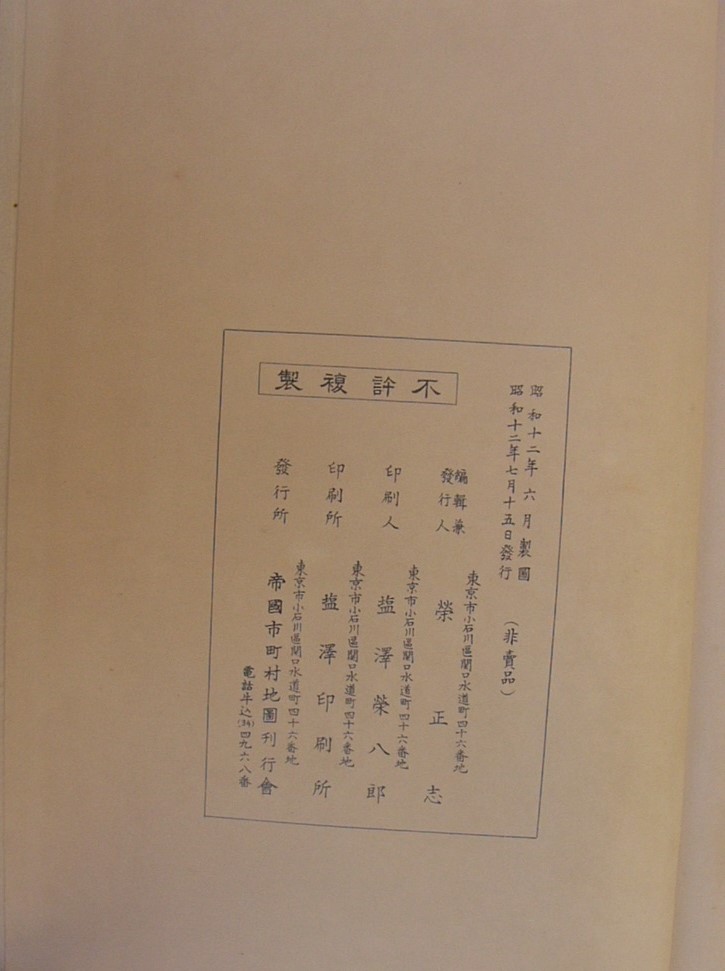 昭和十二年六月製圖
昭和十二年七月十五日發行
(非賣品)
不許複製
編輯兼
發行人
東京市小石川區關口水道町四十六番地
榮正志
印刷人
東京市小石川區關口水道町四十六番地
塩澤榮八郎
印刷所
東京市小石川區關口水道町四十六番地
塩澤印刷所
發行所
東京市小石川區關口水道町四十六番地
帝國市町村地圖刊行會
電話牛込(34)四九六八番